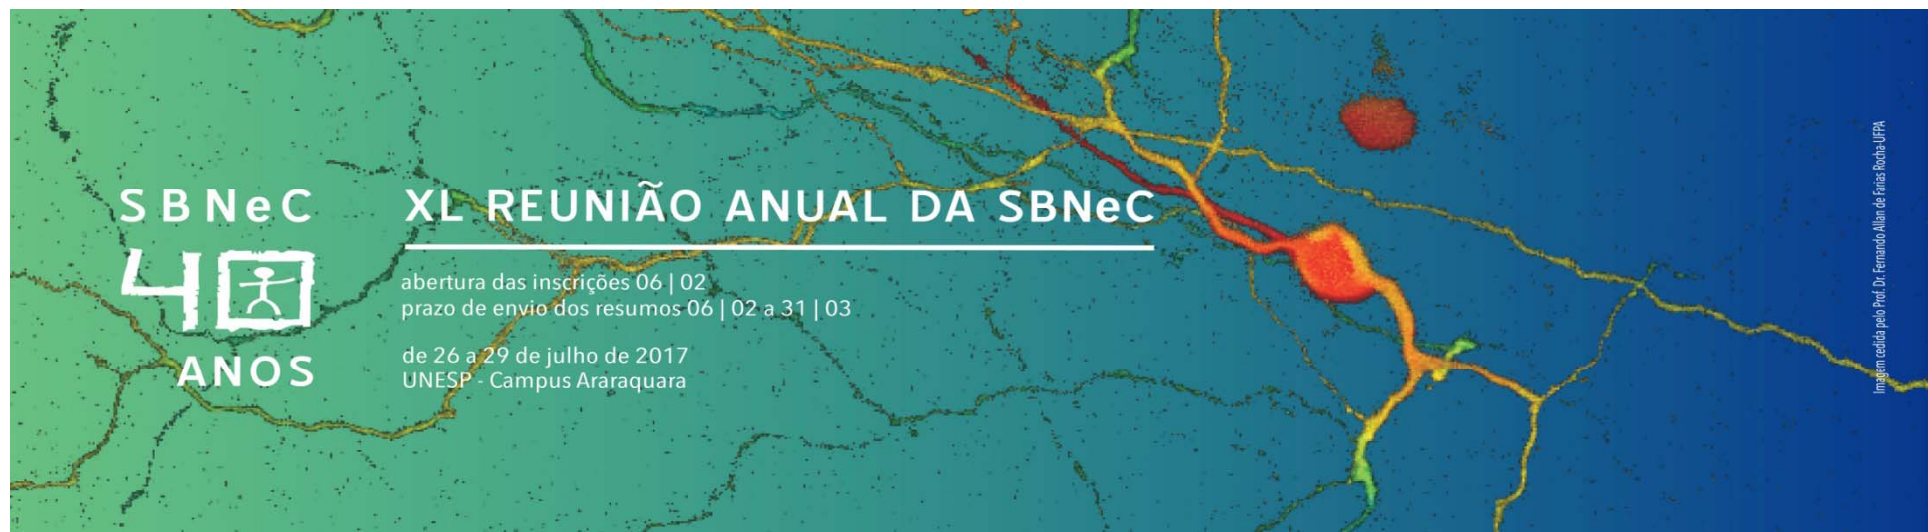 SBNeC
40
ANOS
XL REUNIÃO ANUAL DA SBNeC
abertura das inscrições 06 | 02
prazo de envio dos resumos 06 | 02 a 31 | 03
de 26 a 29 de julho de 2017
UNESP - Campus Araraquara
Imagem cedida pelo Prof. Dr. Fernando Allan de Farias Rocha-UFPA